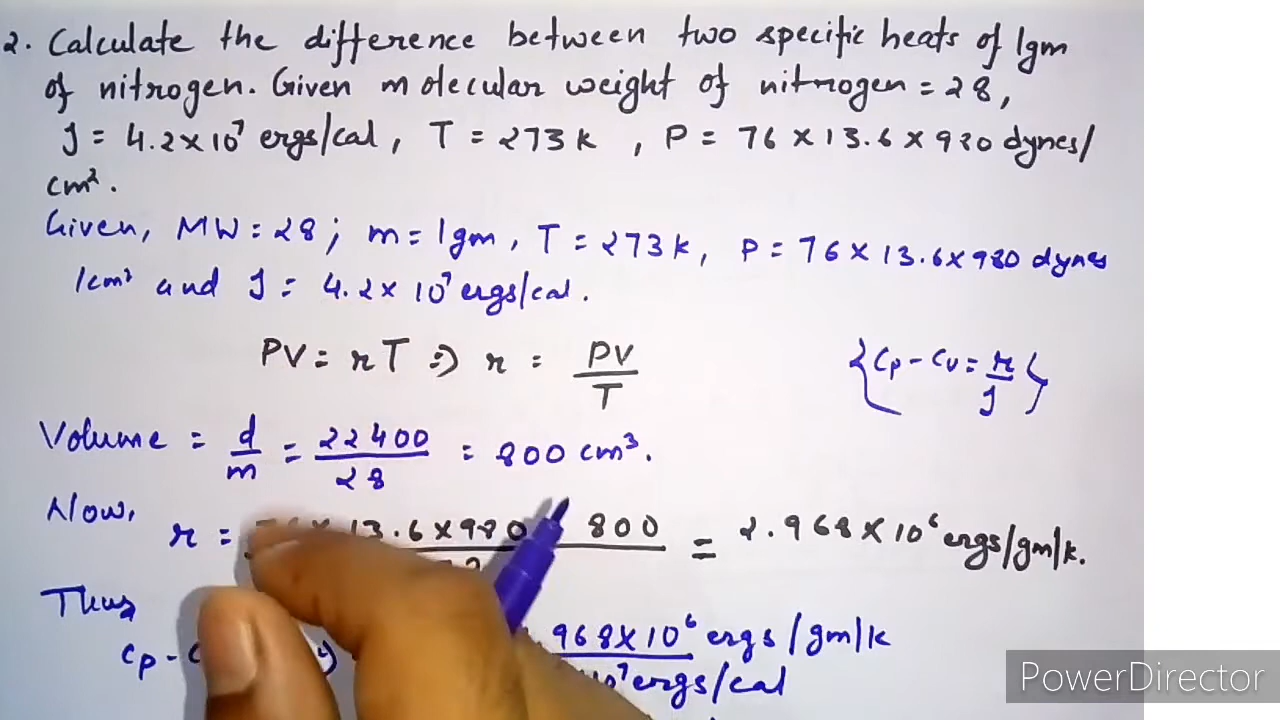 2. Calculate the difference between two specific heats of 1gm
of nitrogen. Given molecular weight of nitrogen = 28,
J = 4.2×10⁷ ergs/cal, T = 273k, P = 76 × 13.6 × 980 dynes/
cm².
Given, MW = 28; m = 1gm, T = 273k, P = 76 × 13.6 × 980 dynes
/cm² and J = 4.2 × 10⁷ ergs/cal.
PV = rT ⇒ r = PV/T {Cp - Cv = r/J}
Volume = d/m = 22400/28 = 800 cm³.
Now, r = 13.6 × 980 800 = 2.968 × 10⁶ ergs/gm/k.
Thus
Cp - 968×10⁶ ergs/gm/k
ergs/cal
PowerDirector